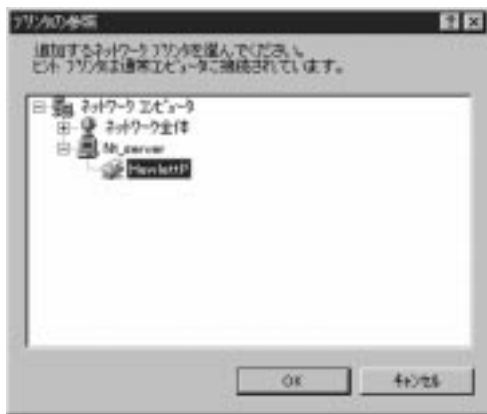 プリンタの参照
追加するネットワーク プリンタを選んでください。
ヒント プリンタは通常コンピュータに接続されています。
ネットワーク コンピュータ
ネットワーク全体
Nt_server
HewlettP
OK
キャンセル